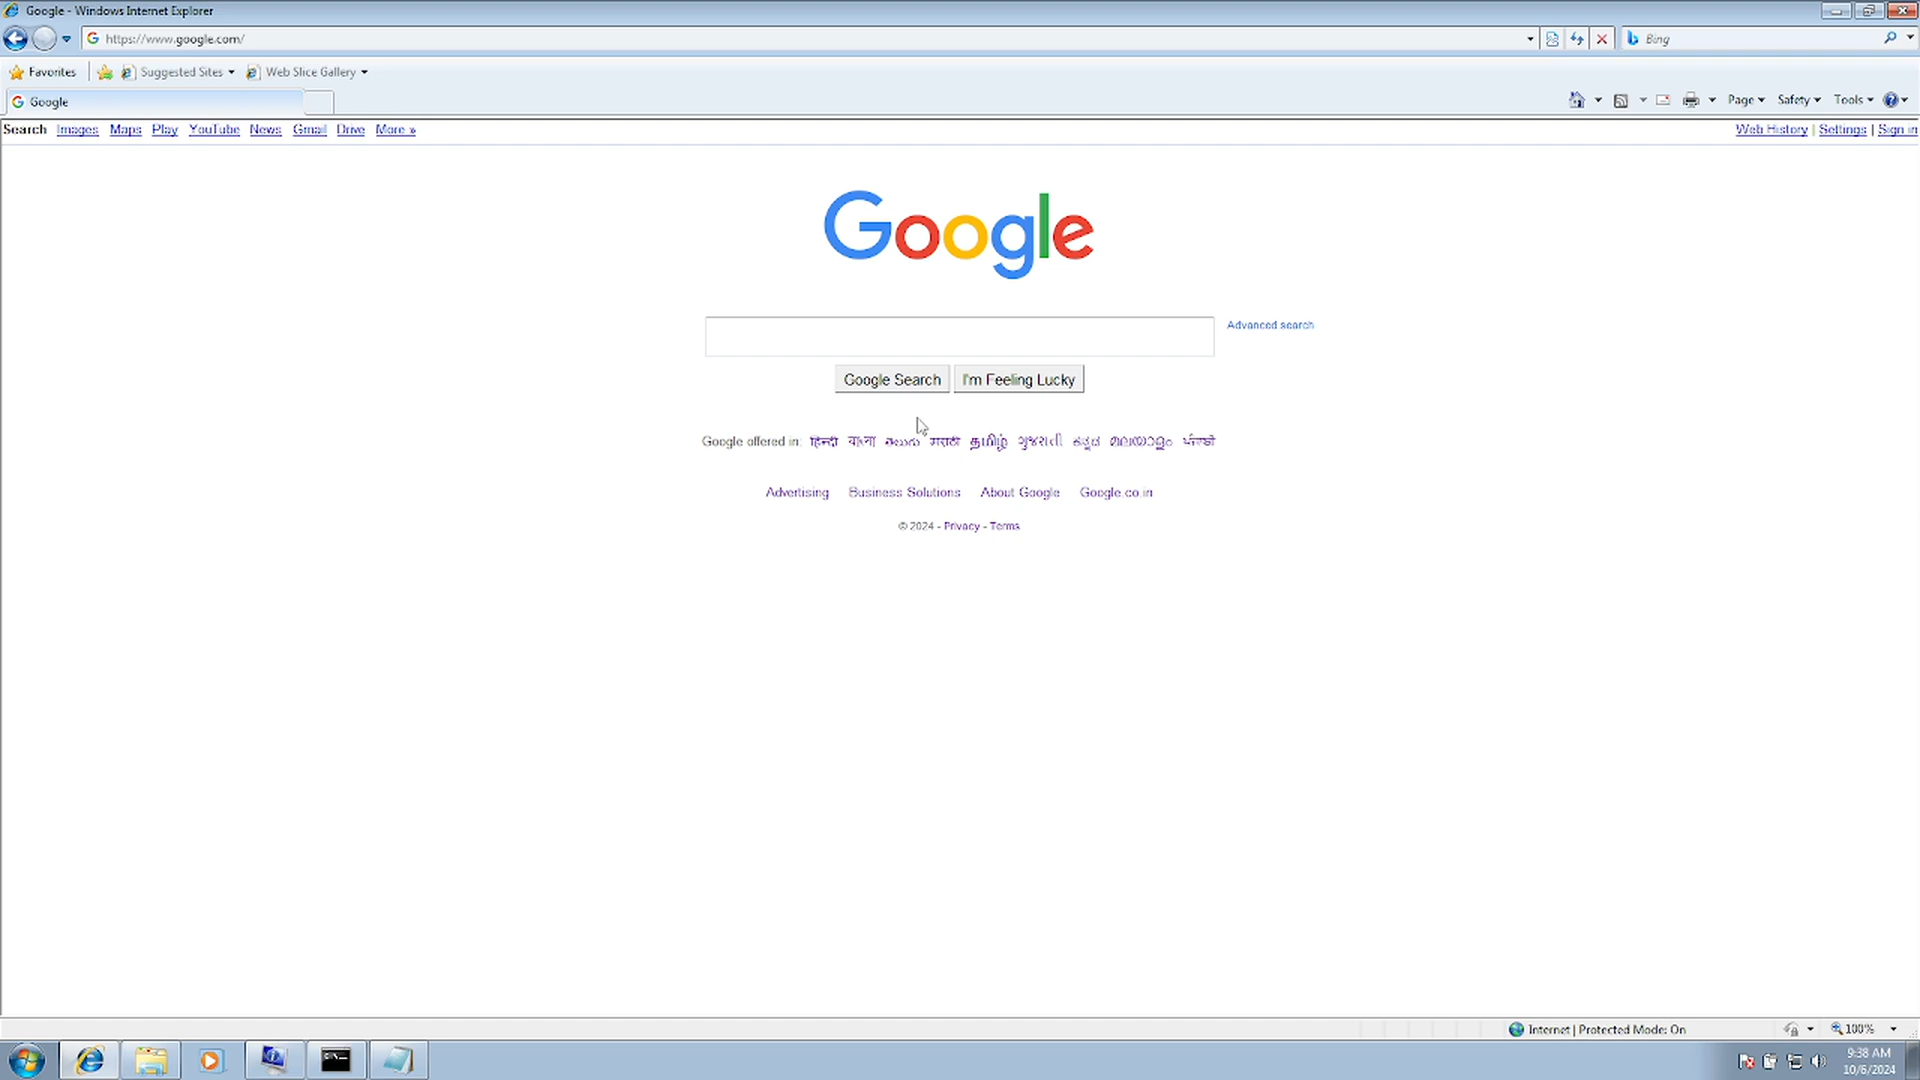 Google - Windows Internet Explorer
https://www.google.com/
Bing
Favorites Suggested Sites Web Slice Gallery
Google
Page Safety Tools
Search Images Maps Play YouTube News Gmail Drive More »
Web History | Settings | Sign in
Google
Advanced search
Google Search I'm Feeling Lucky
Google offered in: हिन्दी বাংলা తెలుగు मराठी தமிழ் ગુજરાતી ಕನ್ನಡ മലയാളം ਪੰਜਾਬੀ
Advertising Business Solutions About Google Google.co.in
© 2024 - Privacy - Terms
Internet | Protected Mode: On
100%
9:38 AM
10/6/2024